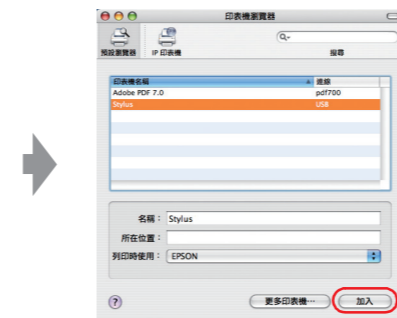 印表機瀏覽器
預設瀏覽器 IP 印表機 搜尋
印表機名稱 連線
Adobe PDF 7.0 pdf700
Stylus USB
名稱： Stylus
所在位置：
列印時使用： EPSON
? 更多印表機… 加入